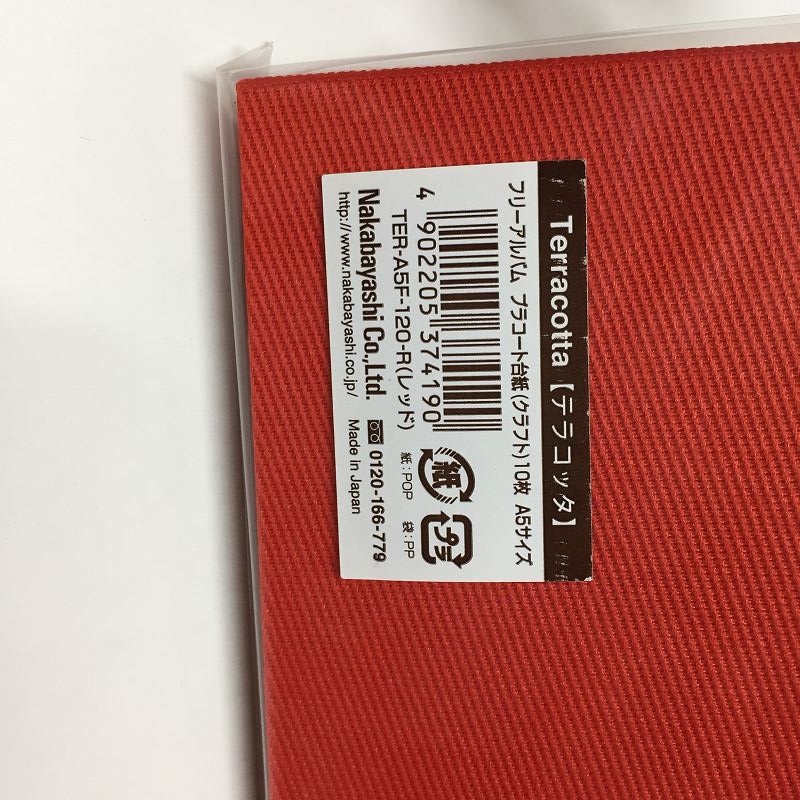 Terracotta【テラコッタ】
フリーアルバム プラコート台紙(クラフト)10枚 A5サイズ
4 902205 374190
紙
プラ
TER-A5F-120-R(レッド)
紙:POP 袋:PP
Nakabayashi Co.,Ltd. 0120-166-779
http://www.nakabayashi.co.jp/ Made in Japan